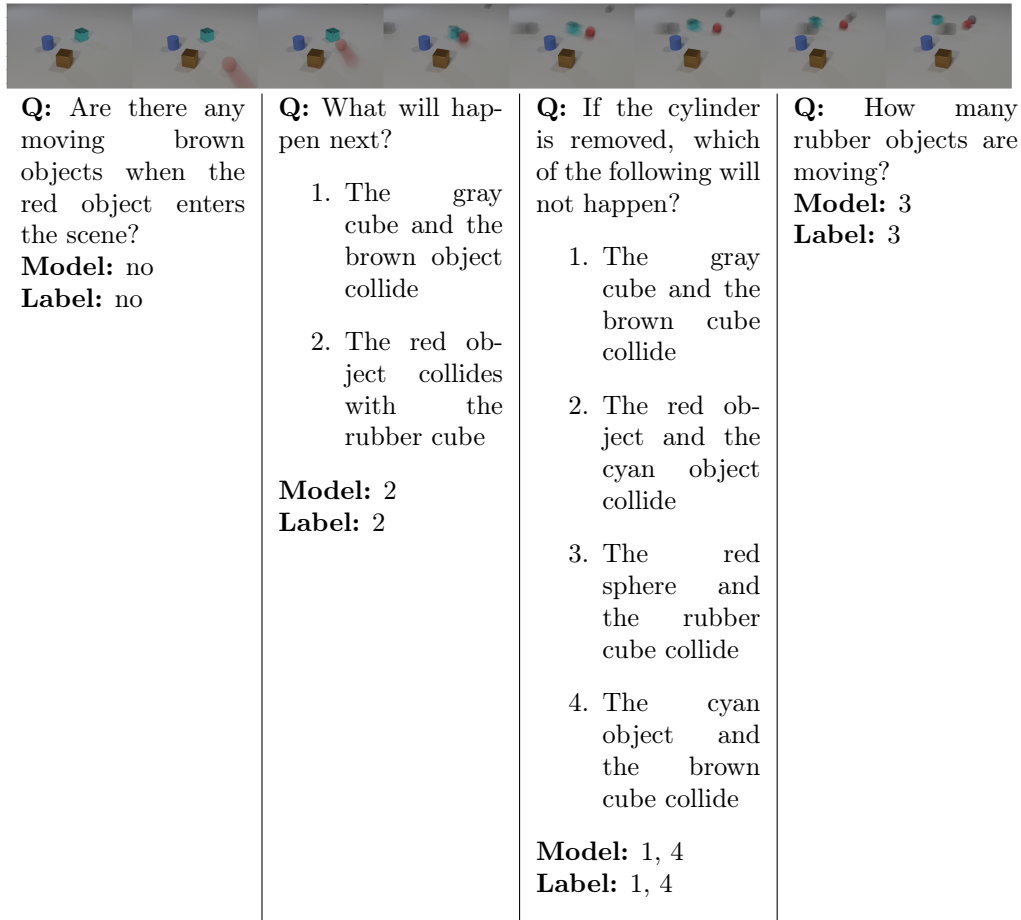 Q: Are there any
moving brown
objects when the
red object enters
the scene?
Model: no
Label: no
Q: What will hap-
pen next?
1. The gray
cube and the
brown object
collide
2. The red ob-
ject collides
with the
rubber cube
Model: 2
Label: 2
Q: If the cylinder
is removed, which
of the following will
not happen?
1. The gray
cube and the
brown cube
collide
2. The red ob-
ject and the
cyan object
collide
3. The red
sphere and
the rubber
cube collide
4. The cyan
object and
the brown
cube collide
Model: 1, 4
Label: 1, 4
Q: How many
rubber objects are
moving?
Model: 3
Label: 3